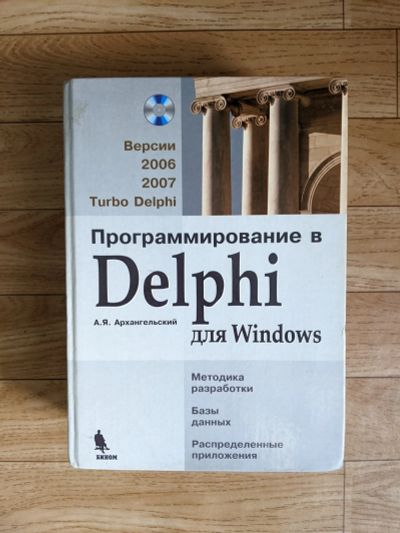 Версии
2006
2007
Turbo Delphi
Программирование в
Delphi
А.Я. Архангельский
для Windows
Методика
разработки
Базы
данных
Распределенные
приложения
БИНОМ